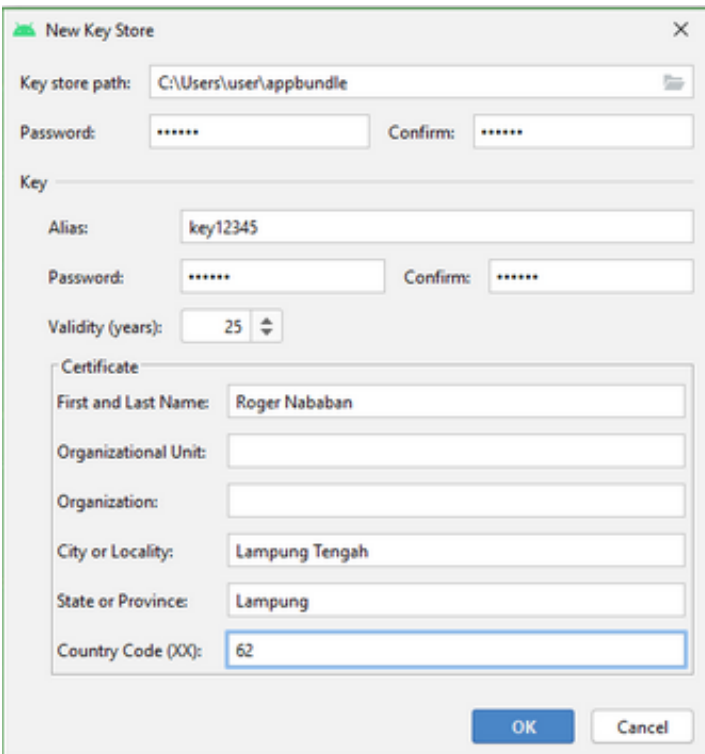 New Key Store
Key store path: C:\Users\user\appbundle
Password: •••••• Confirm: ••••••
Key
Alias: key12345
Password: •••••• Confirm: ••••••
Validity (years): 25
Certificate
First and Last Name: Roger Nababan
Organizational Unit:
Organization:
City or Locality: Lampung Tengah
State or Province: Lampung
Country Code (XX): 62
OK Cancel